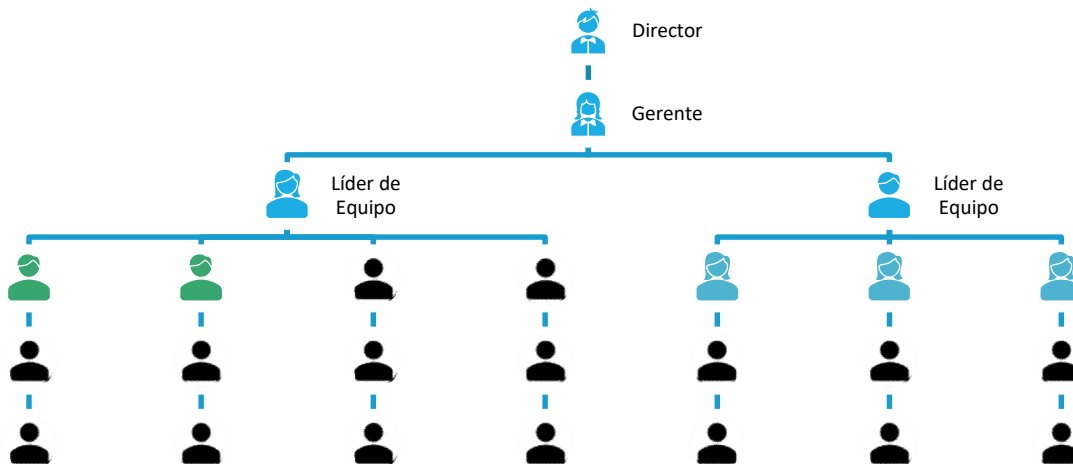 Director
Gerente
Líder de
Equipo
Líder de
Equipo